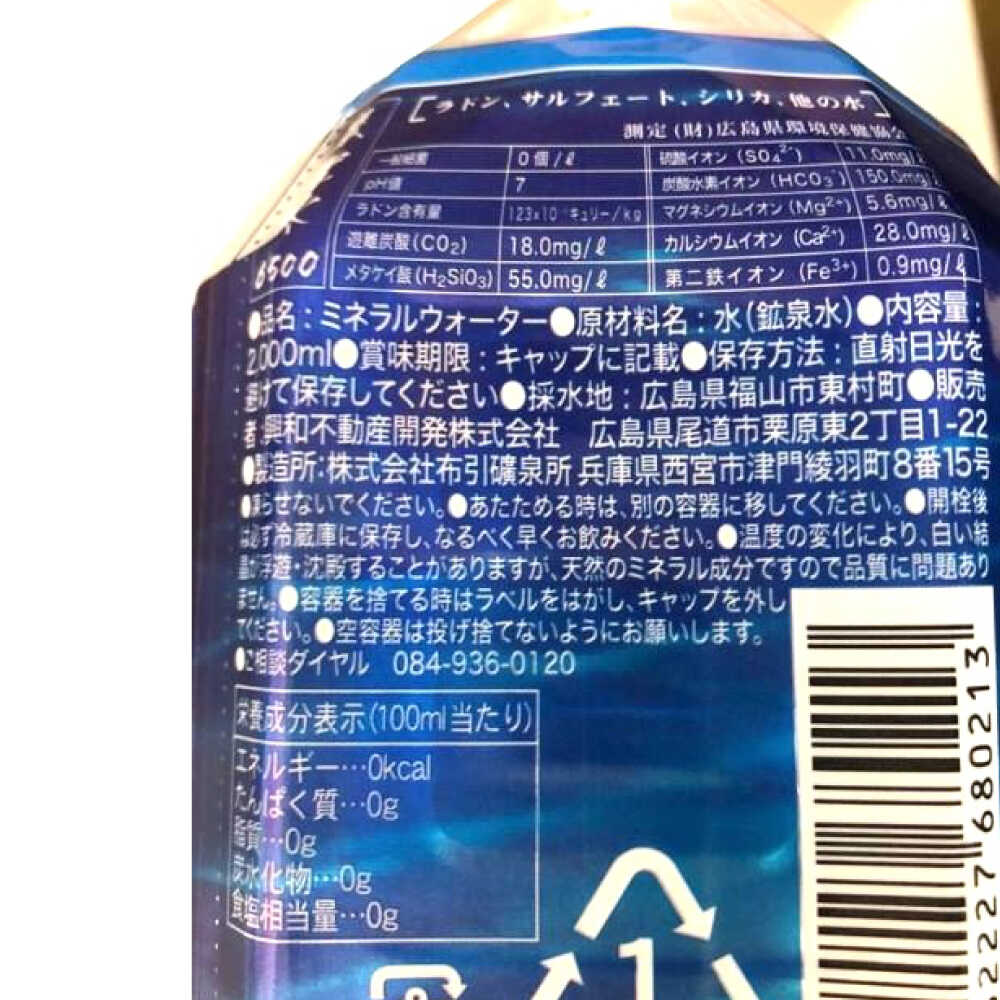 [ラドン、サルフェート、シリカ、他の水]
測定(財)広島県環境保健協会
一般細菌 0個/ℓ 硫酸イオン(SO₄²⁻) 11.0mg/ℓ
pH値 7 炭酸水素イオン(HCO₃⁻) 150.0mg/ℓ
ラドン含有量 キュリー/kg マグネシウムイオン(Mg²⁺) 5.6mg/ℓ
遊離炭酸(CO₂) 18.0mg/ℓ カルシウムイオン(Ca²⁺) 28.0mg/ℓ
メタケイ酸(H₂SiO₃) 55.0mg/ℓ 第二鉄イオン(Fe³⁺) 0.9mg/ℓ
6500
●品名:ミネラルウォーター●原材料名:水(鉱泉水)●内容量:
2,000ml●賞味期限:キャップに記載●保存方法:直射日光を
避けて保存してください●採水地:広島県福山市東村町●販売
者:興和不動産開発株式会社 広島県尾道市栗原東2丁目1-22
●製造所:株式会社布引礦泉所 兵庫県西宮市津門綾羽町8番15号
●凍らせないでください。●あたためる時は、別の容器に移してください。●開栓後
は必ず冷蔵庫に保存し、なるべく早くお飲みください。●温度の変化により、白い結
晶が浮遊・沈殿することがありますが、天然のミネラル成分ですので品質に問題あり
ません。●容器を捨てる時はラベルをはがし、キャップを外し
てください。●空容器は投げ捨てないようにお願いします。
●ご相談ダイヤル 084-936-0120
栄養成分表示(100ml当たり)
エネルギー…0kcal
たんぱく質…0g
脂質…0g
炭水化物…0g
食塩相当量…0g
1
22227680213